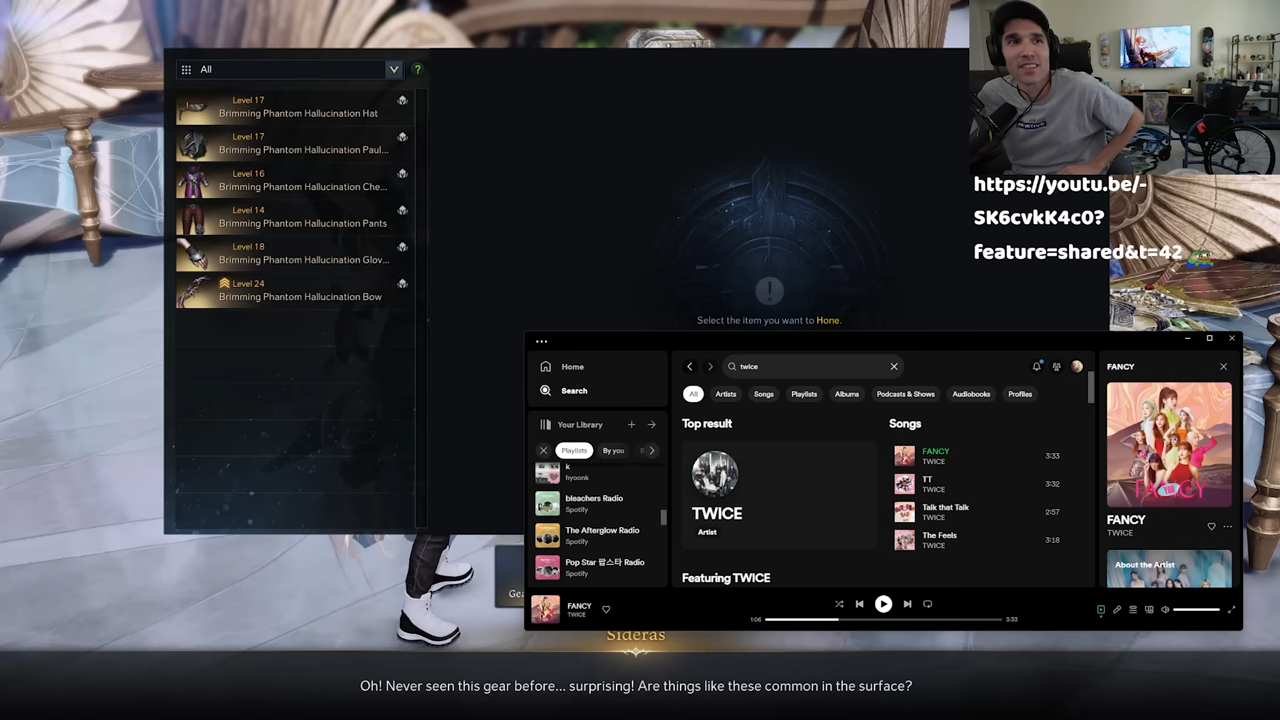 All
?
Level 17
Brimming Phantom Hallucination Hat
Level 17
Brimming Phantom Hallucination Paul...
Level 16
Brimming Phantom Hallucination Che...
Level 14
Brimming Phantom Hallucination Pants
Level 18
Brimming Phantom Hallucination Glov...
Level 24
Brimming Phantom Hallucination Bow
Select the item you want to Hone.
https://youtu.be/-
SK6cvkK4c0?
feature=shared&t=42
Home
Search
Your Library
Playlists
By you
k
hyoonk
bleachers Radio
Spotify
The Afterglow Radio
Spotify
Pop Star 팝스타 Radio
Spotify
twice
All
Artists
Songs
Playlists
Albums
Podcasts & Shows
Audiobooks
Profiles
Top result
TWICE
Artist
Featuring TWICE
Songs
FANCY
TWICE
3:33
TT
TWICE
3:32
Talk that Talk
TWICE
2:57
The Feels
TWICE
3:18
FANCY
FANCY
FANCY
TWICE
About the Artist
FANCY
TWICE
1:06
3:33
Gea
Sideras
Oh! Never seen this gear before... surprising! Are things like these common in the surface?